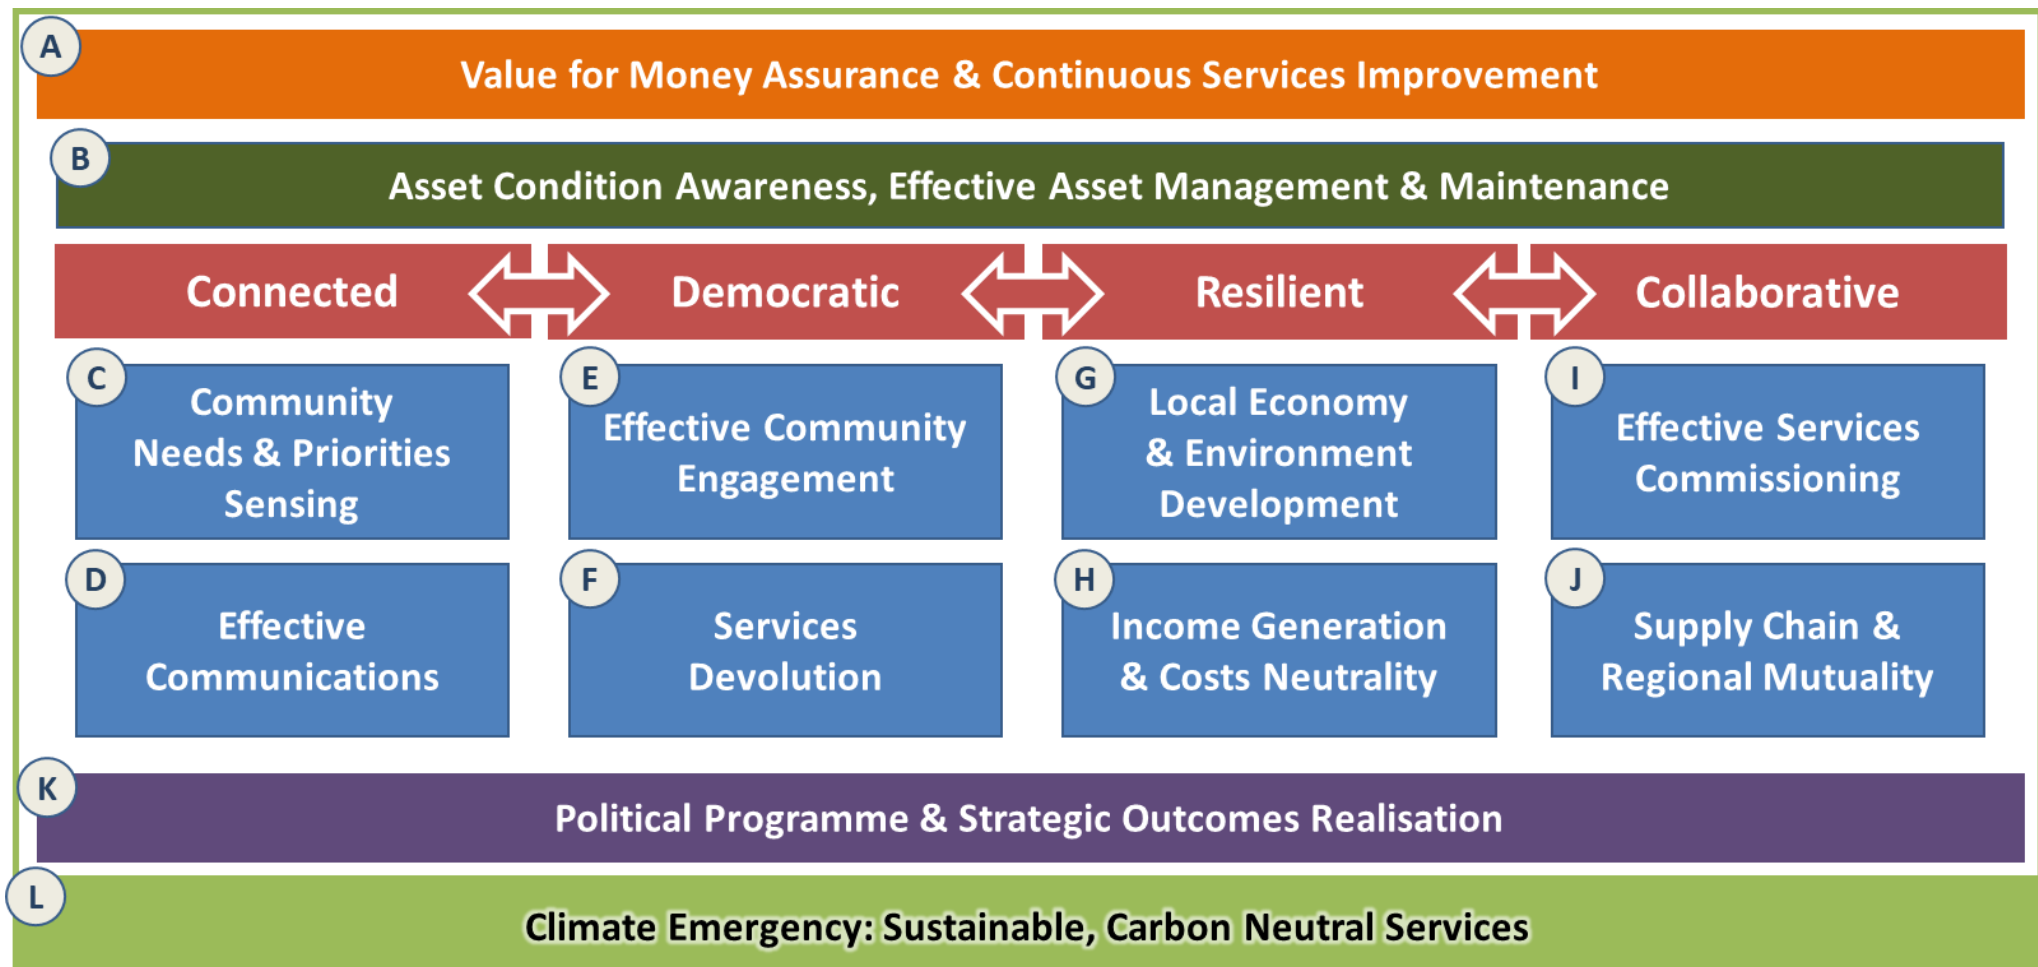 A
Value for Money Assurance & Continuous Services Improvement
B
Asset Condition Awareness, Effective Asset Management & Maintenance
Connected
Democratic
Resilient
Collaborative
C
Community
Needs & Priorities
Sensing
E
Effective Community
Engagement
G
Local Economy
& Environment
Development
I
Effective Services
Commissioning
D
Effective
Communications
F
Services
Devolution
H
Income Generation
& Costs Neutrality
J
Supply Chain &
Regional Mutuality
K
Political Programme & Strategic Outcomes Realisation
L
Climate Emergency: Sustainable, Carbon Neutral Services